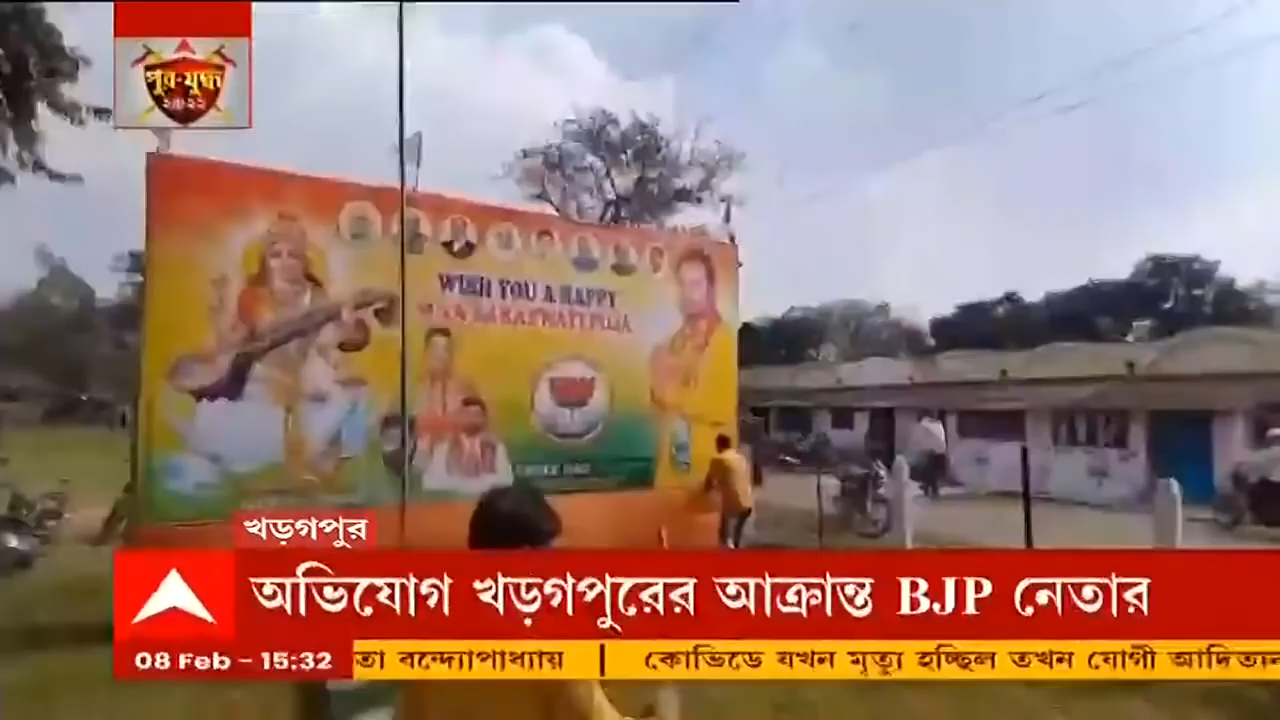 পুর-যুদ্ধ
২০২২
WISH YOU A HAPPY
SARASWATI PUJA
খড়গপুর
অভিযোগ খড়গপুরের আক্রান্ত BJP নেতার
08 Feb - 15:32
বন্দ্যোপাধ্যায় | কোভিডে যখন মৃত্যু হচ্ছিল তখন যোগী